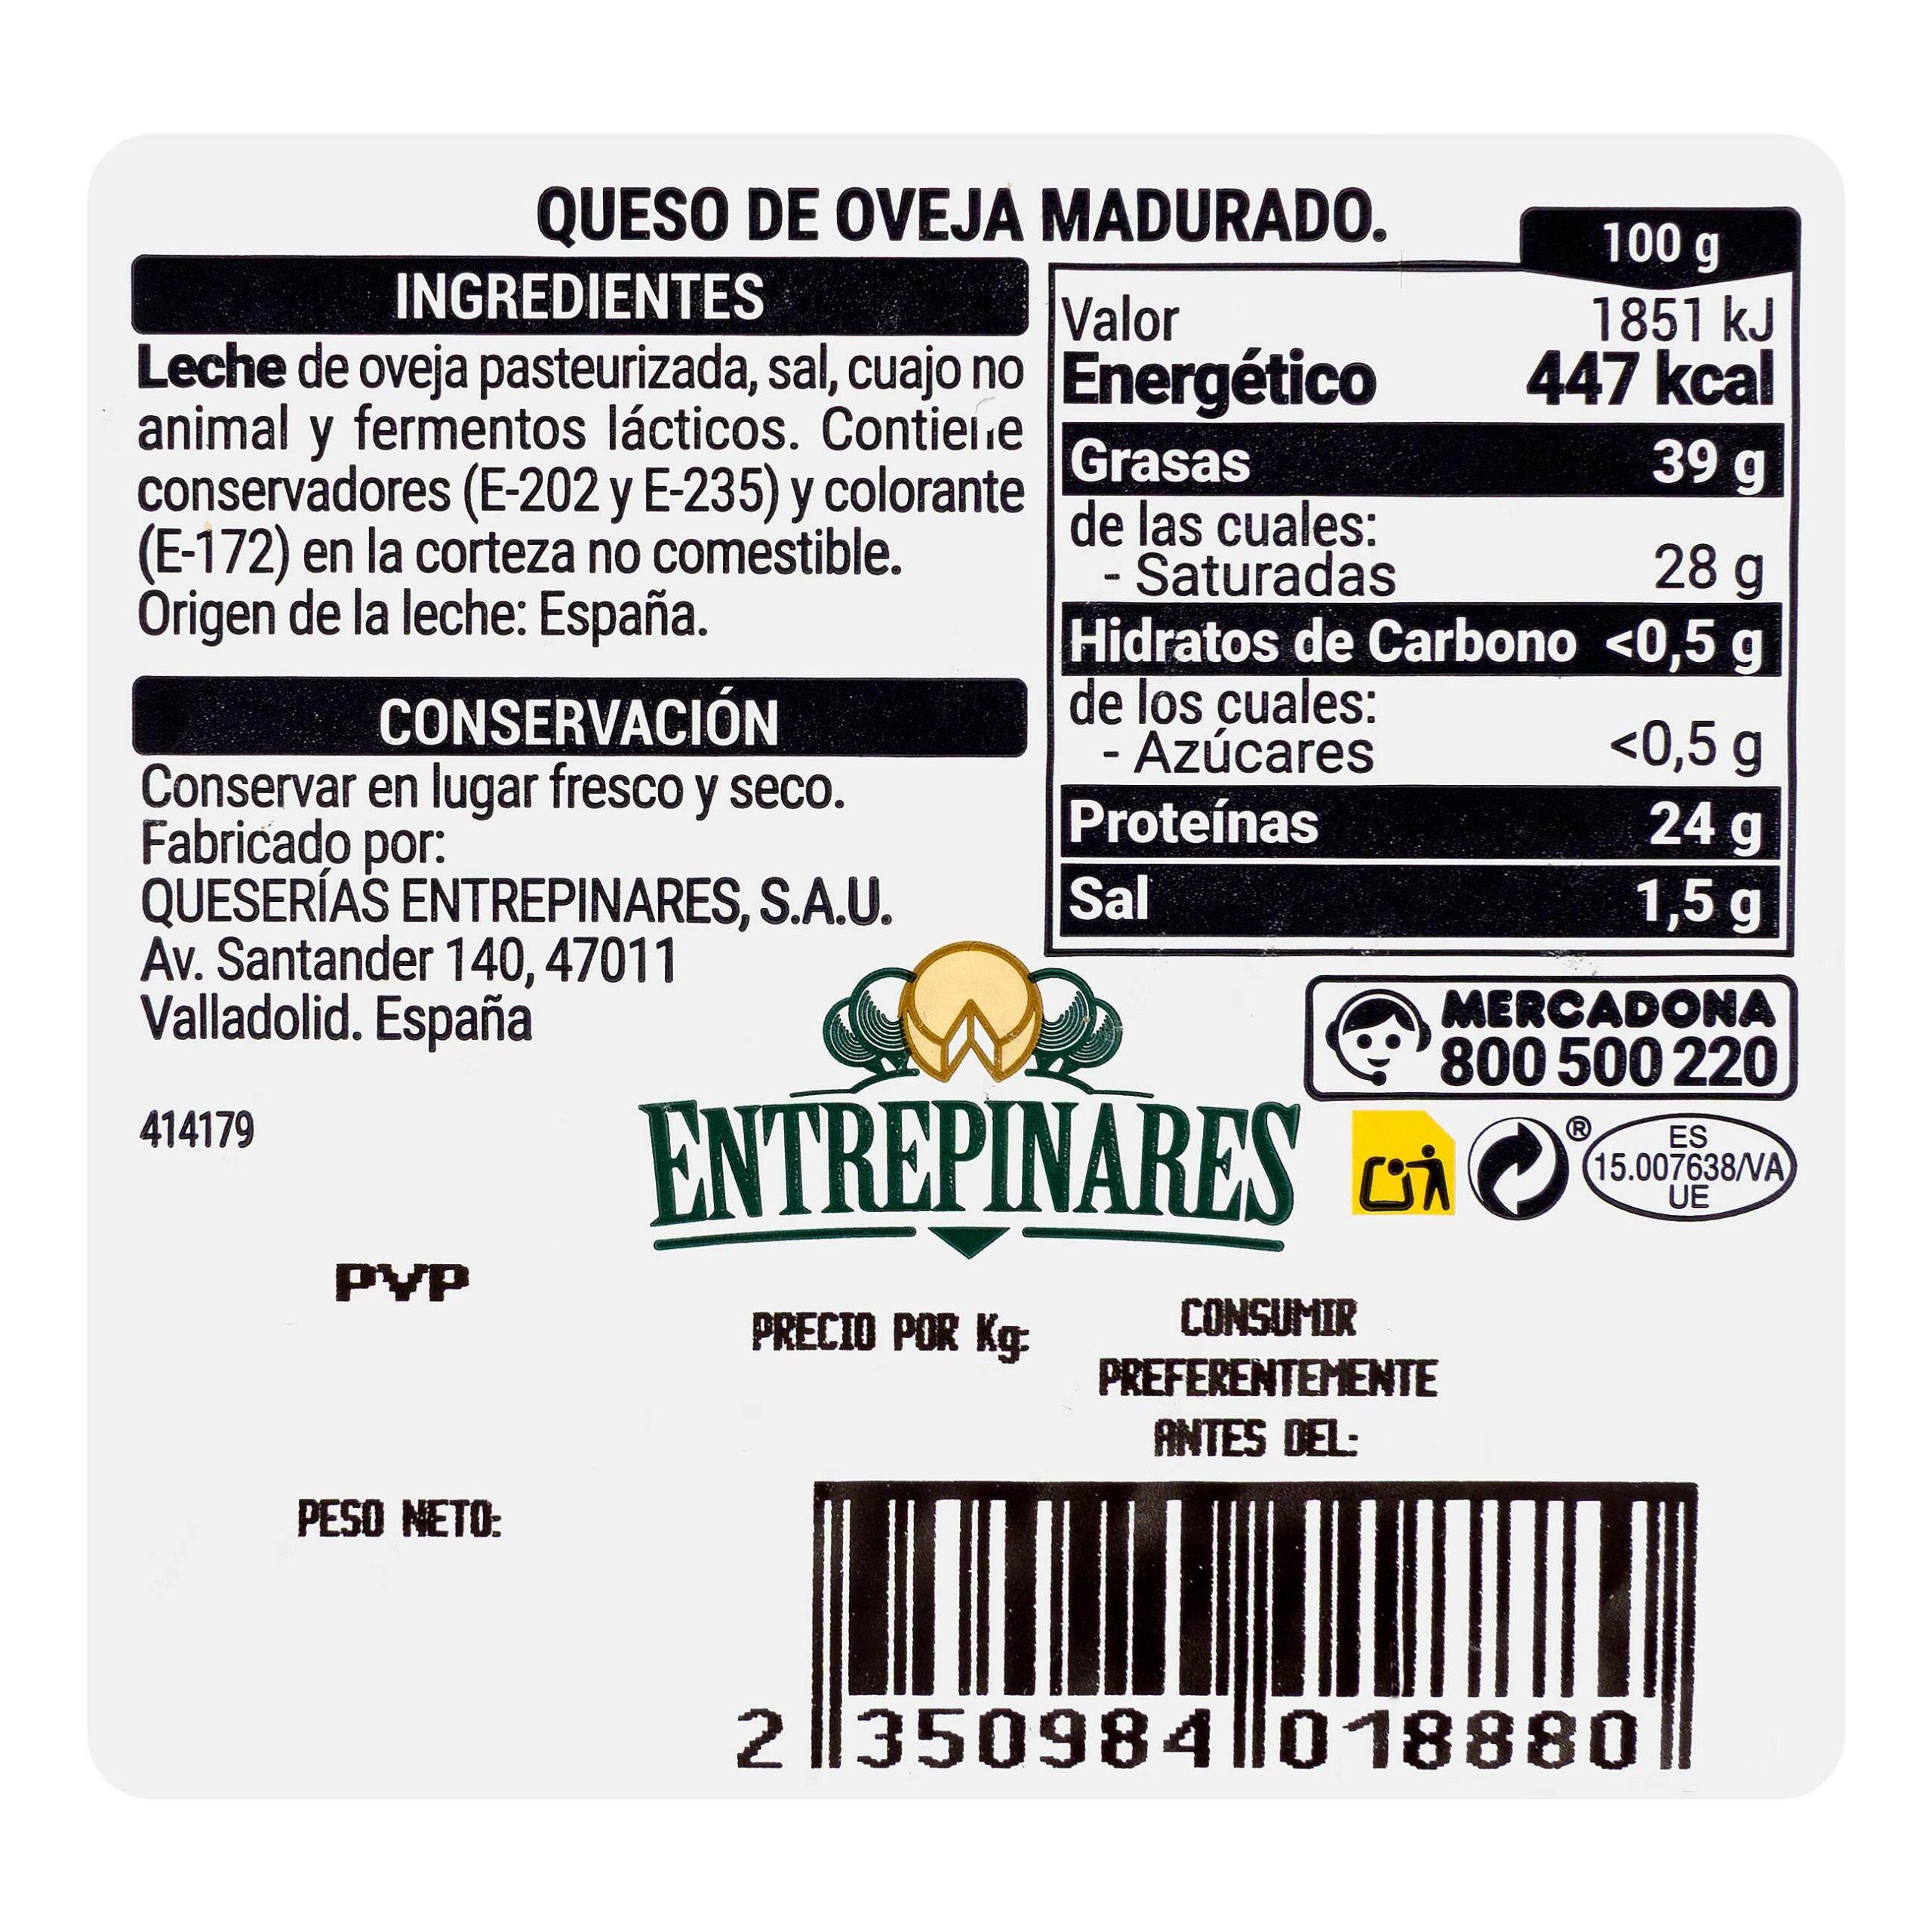 QUESO DE OVEJA MADURADO.
INGREDIENTES
Leche de oveja pasteurizada, sal, cuajo no
animal y fermentos lácticos. Contiene
conservadores (E-202 y E-235) y colorante
(E-172) en la corteza no comestible.
Origen de la leche: España.
CONSERVACIÓN
Conservar en lugar fresco y seco.
Fabricado por:
QUESERÍAS ENTREPINARES, S.A.U.
Av. Santander 140, 47011
Valladolid. España
414179
100 g
Valor 1851 kJ
Energético 447 kcal
Grasas 39 g
de las cuales:
- Saturadas 28 g
Hidratos de Carbono <0,5 g
de los cuales:
- Azúcares <0,5 g
Proteínas 24 g
Sal 1,5 g
MERCADONA
800 500 220
ENTREPINARES
®
ES
15.007638/VA
UE
PVP
PRECIO POR Kg:
CONSUMIR
PREFERENTEMENTE
ANTES DEL:
PESO NETO:
2 350984 018880